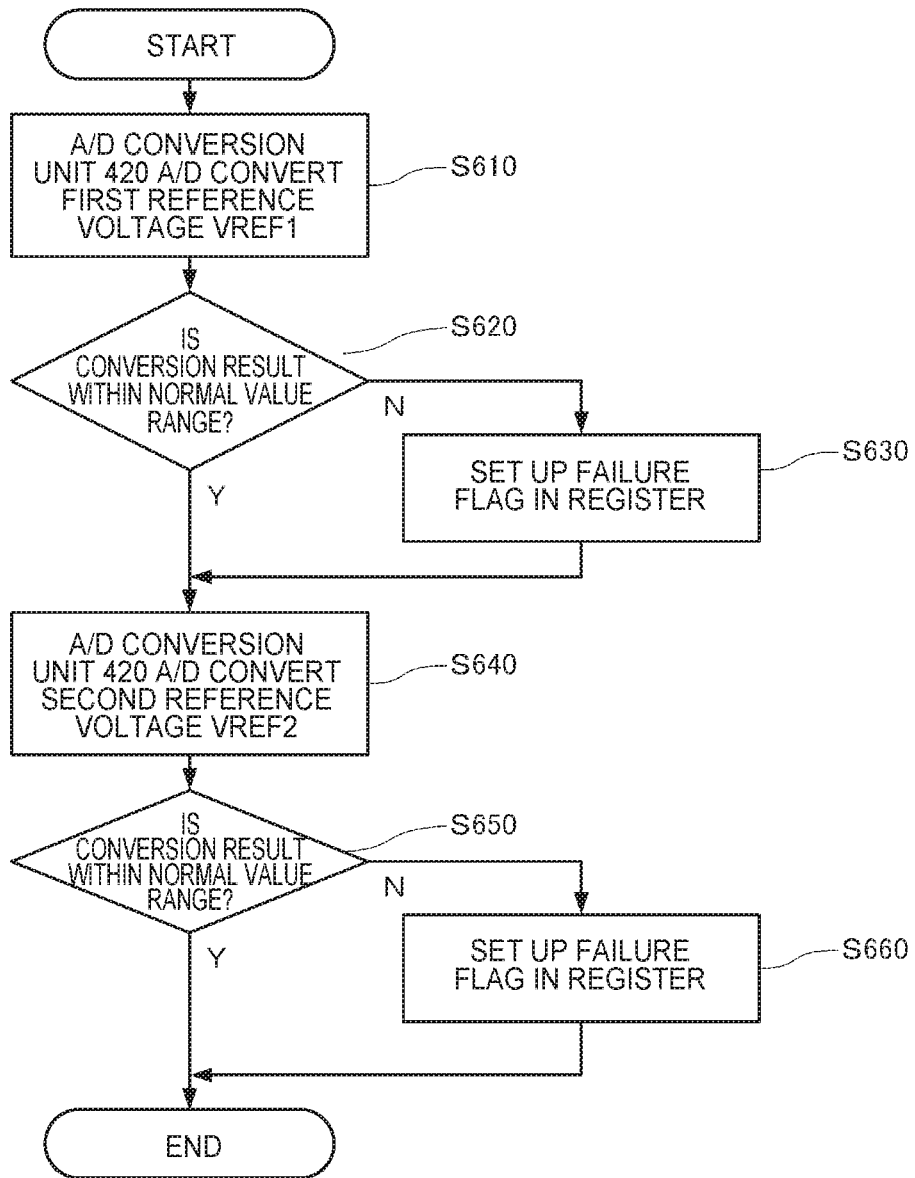 START
A/D CONVERSION
UNIT 420 A/D CONVERT
FIRST REFERENCE
VOLTAGE VREF1
S610
IS
CONVERSION RESULT
WITHIN NORMAL VALUE
RANGE?
S620
N
Y
SET UP FAILURE
FLAG IN REGISTER
S630
A/D CONVERSION
UNIT 420 A/D CONVERT
SECOND REFERENCE
VOLTAGE VREF2
S640
IS
CONVERSION RESULT
WITHIN NORMAL VALUE
RANGE?
S650
N
Y
SET UP FAILURE
FLAG IN REGISTER
S660
END